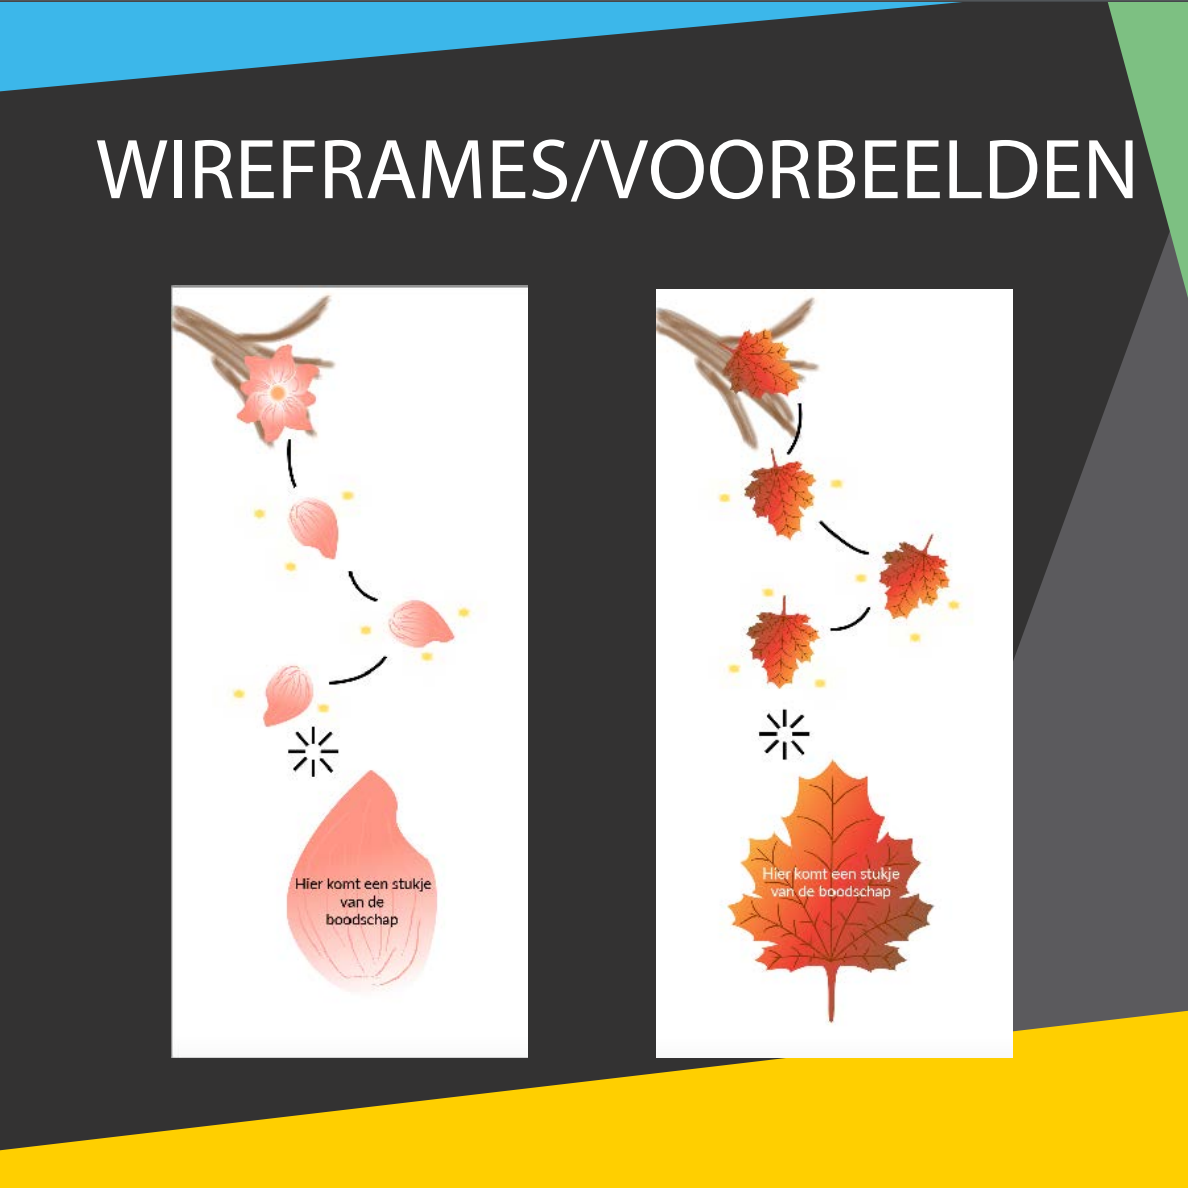 WIREFRAMES/VOORBEELDEN
Hier komt een stukje
van de
boodschap
Hier komt een stukje
van de boodschap